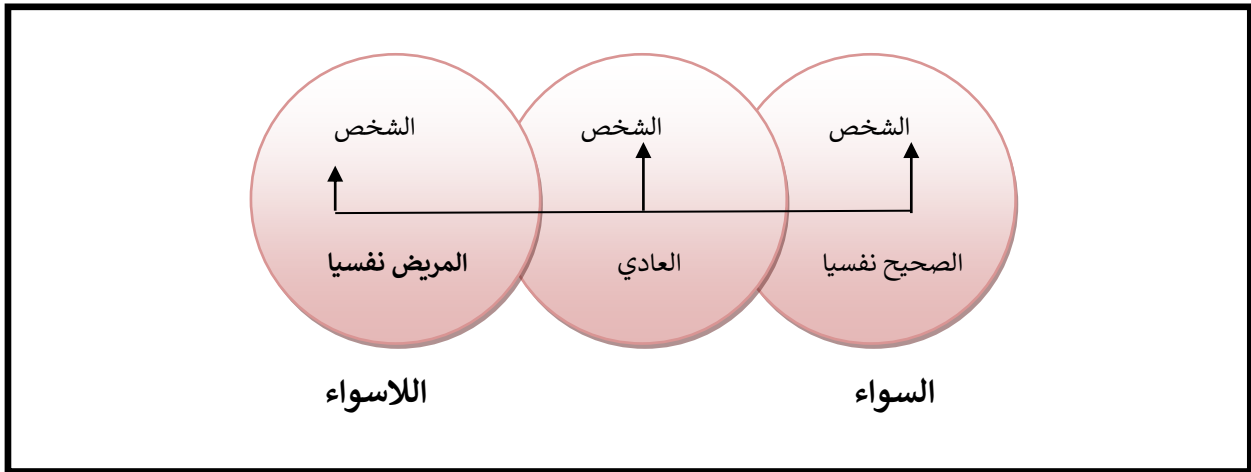 الشخص الشخص الشخص
الصحيح نفسيا العادي المريض نفسيا
السواء اللاسواء